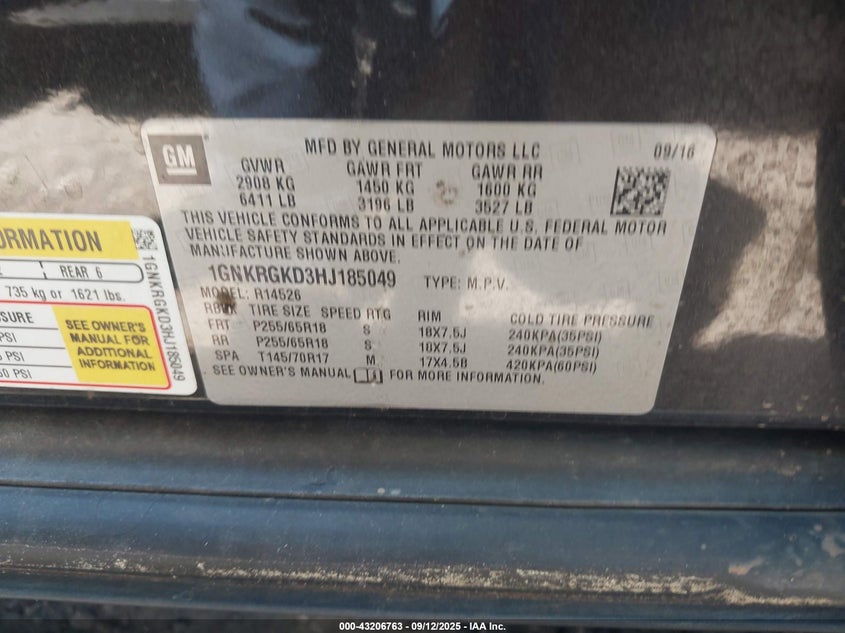 GM
MFD BY GENERAL MOTORS LLC 09/16
GVWR GAWR FRT GAWR RR
2908 KG 1450 KG 1600 KG
6411 LB 3196 LB 3527 LB
THIS VEHICLE CONFORMS TO ALL APPLICABLE U.S. FEDERAL MOTOR
VEHICLE SAFETY STANDARDS IN EFFECT ON THE DATE OF
MANUFACTURE SHOWN ABOVE.
1GNKRGKD3HJ185049 TYPE: M.P.V.
MODEL: R14526
TIRE SIZE SPEED RTG RIM COLD TIRE PRESSURE
FRT P255/65R18 S 18X7.5J 240KPA(35PSI)
RR P255/65R18 S 18X7.5J 240KPA(35PSI)
SPA T145/70R17 M 17X4.5B 420KPA(60PSI)
SEE OWNER'S MANUAL FOR MORE INFORMATION.
ORMATION
REAR 6
735 kg or 1621 lbs.
SURE
PSI
PSI
PSI
SEE OWNER'S
MANUAL FOR
ADDITIONAL
INFORMATION
1GNKRGKD3HJ185049
000-43206763 - 09/12/2025 - IAA Inc.